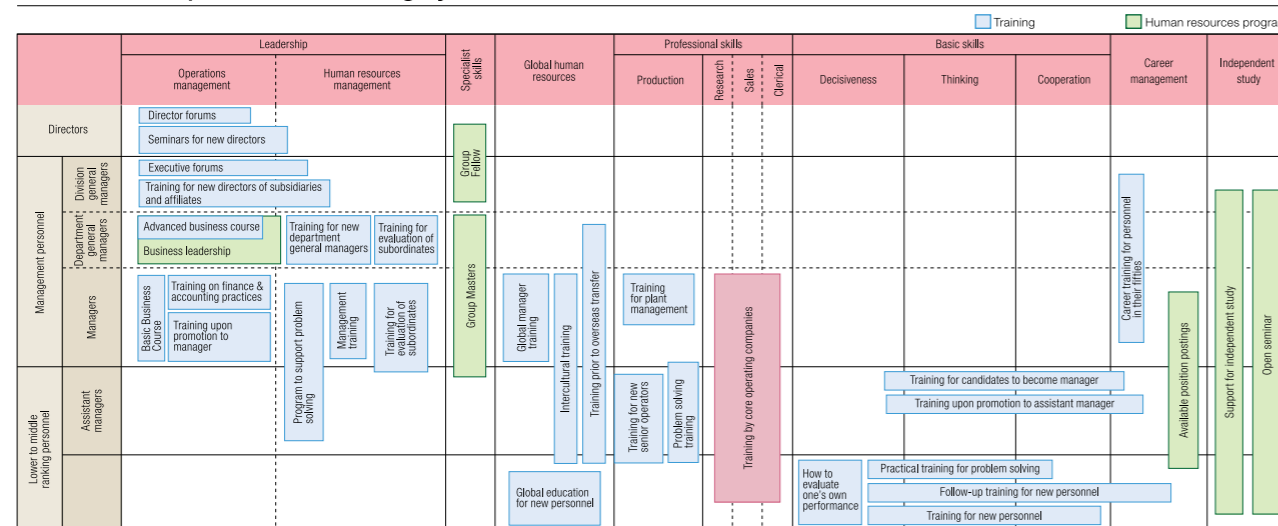 Training
Human resources progra
Leadership
Specialist
skills
Global human
resources
Professional skills
Basic skills
Career
management
Independent
study
Operations
management
Human resources
management
Production
Research
Sales
Clerical
Decisiveness
Thinking
Cooperation
Directors
Director forums
Seminars for new directors
Group
Fellow
Management personnel
Division
general
managers
Executive forums
Training for new directors of subsidiaries
and affiliates
Department
general
managers
Advanced business course
Business leadership
Training for new
department
general managers
Training for
evaluation of
subordinates
Group Masters
Managers
Basic Business
Course
Training on finance &
accounting practices
Training upon
promotion to
manager
Program to support problem
solving
Management
training
Training for
evaluation of
subordinates
Global manager
training
Intercultural training
Training prior to overseas transfer
Training
for plant
management
Training by core operating companies
Career training for personnel
in their fifties
Available position postings
Support for independent study
Open seminar
Lower to middle
ranking personnel
Assistant
managers
Training for new
senior operators
Problem solving
training
Training for candidates to become manager
Training upon promotion to assistant manager
Global education
for new personnel
How to
evaluate
one's own
performance
Practical training for problem solving
Follow-up training for new personnel
Training for new personnel